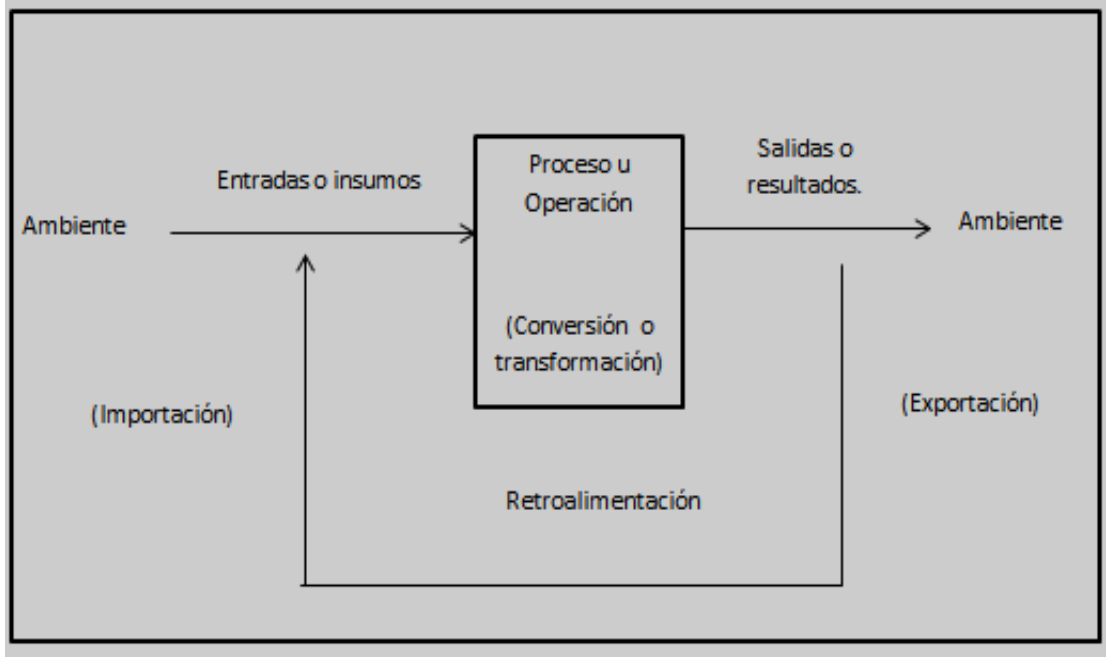 Entradas o insumos
Proceso u
Operación
Salidas o
resultados.
Ambiente
Ambiente
(Conversión o
transformación)
(Importación)
(Exportación)
Retroalimentación